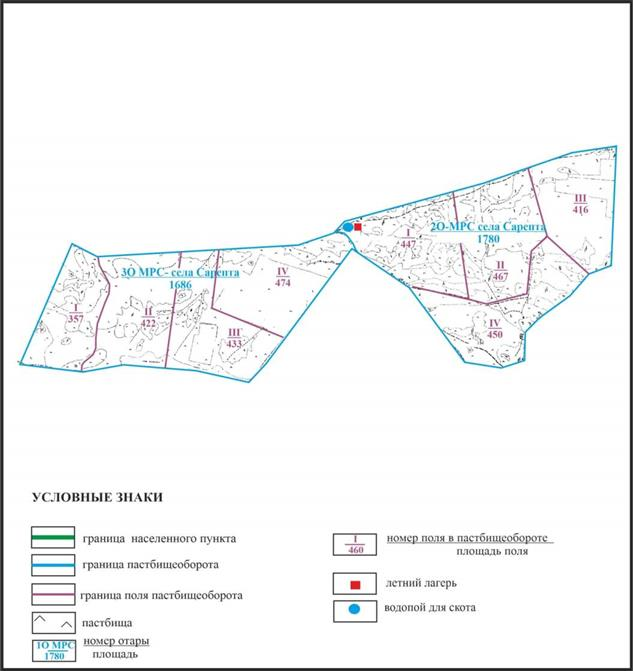 III
416
I
447
2О-МРС села Сарепта
1780
II
467
3О МРС- села Сарепта
1686
IV
474
I
357
II
422
III
433
IV
450
УСЛОВНЫЕ ЗНАКИ
граница населенного пункта
граница пастбищеоборота
граница поля пастбищеоборота
пастбища
1О МРС
1780
номер отары
площадь
I
460
номер поля в пастбищеобороте
площадь поля
летний лагерь
водопой для скота